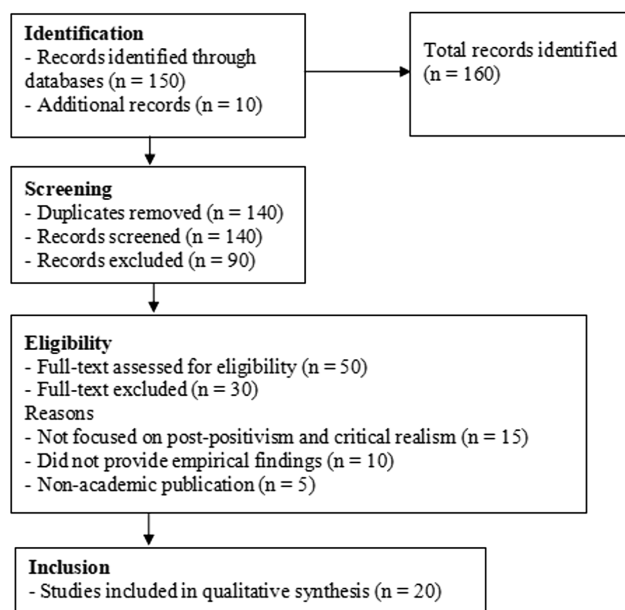 Identification
- Records identified through
databases (n = 150)
- Additional records (n = 10)
Total records identified
(n = 160)
Screening
- Duplicates removed (n = 140)
- Records screened (n = 140)
- Records excluded (n = 90)
Eligibility
- Full-text assessed for eligibility (n = 50)
- Full-text excluded (n = 30)
Reasons
- Not focused on post-positivism and critical realism (n = 15)
- Did not provide empirical findings (n = 10)
- Non-academic publication (n = 5)
Inclusion
- Studies included in qualitative synthesis (n = 20)